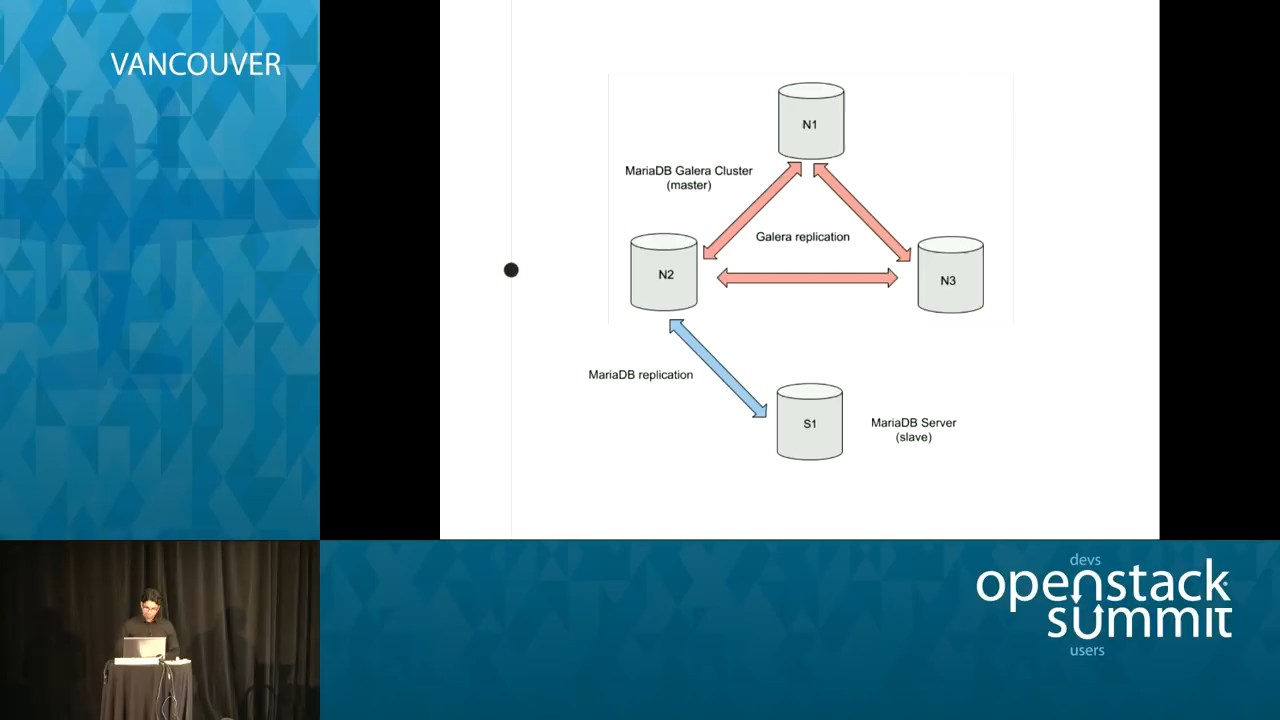 VANCOUVER
N1
MariaDB Galera Cluster
(master)
Galera replication
N2
N3
MariaDB replication
S1
MariaDB Server
(slave)
devs
openstack
summit
users